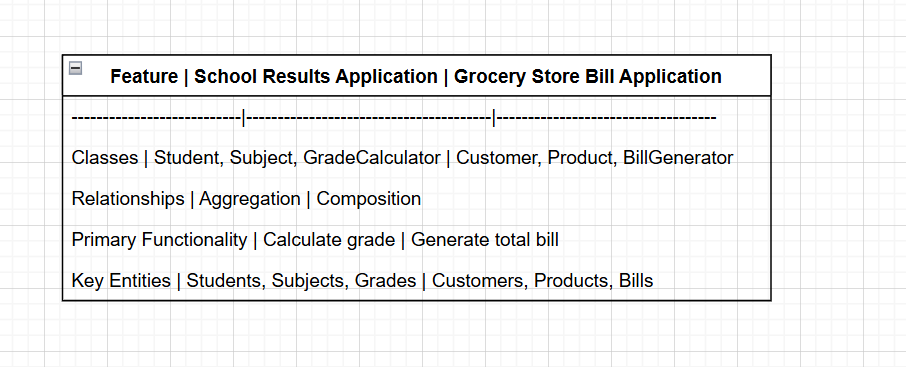 Feature | School Results Application | Grocery Store Bill Application
---------------------------|---------------------------------------|-----------------------------------
Classes | Student, Subject, GradeCalculator | Customer, Product, BillGenerator
Relationships | Aggregation | Composition
Primary Functionality | Calculate grade | Generate total bill
Key Entities | Students, Subjects, Grades | Customers, Products, Bills